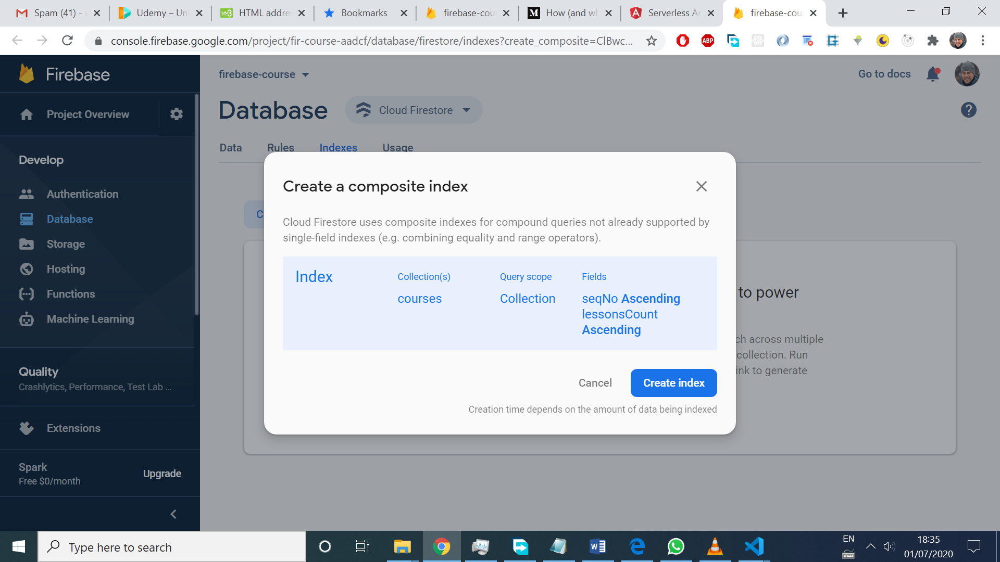 Spam (41) -
Udemy – Un
HTML addre
Bookmarks
firebase-cou
How (and wh
Serverless Ar
firebase-cou
console.firebase.google.com/project/fir-course-aadcf/database/firestore/indexes?create_composite=ClBwc...
ABP
Firebase
firebase-course
Go to docs
Project Overview
Database
Cloud Firestore
Data
Rules
Indexes
Usage
Develop
Authentication
Database
Storage
Hosting
Functions
Machine Learning
Quality
Crashlytics, Performance, Test Lab ...
Extensions
Spark
Free $0/month
Upgrade
Create a composite index
Cloud Firestore uses composite indexes for compound queries not already supported by
single-field indexes (e.g. combining equality and range operators).
Index
Collection(s)
Query scope
Fields
courses
Collection
seqNo Ascending
lessonsCount
Ascending
Cancel
Create index
Creation time depends on the amount of data being indexed
to power
ch across multiple
collection. Run
ink to generate
Type here to search
EN
18:35
01/07/2020